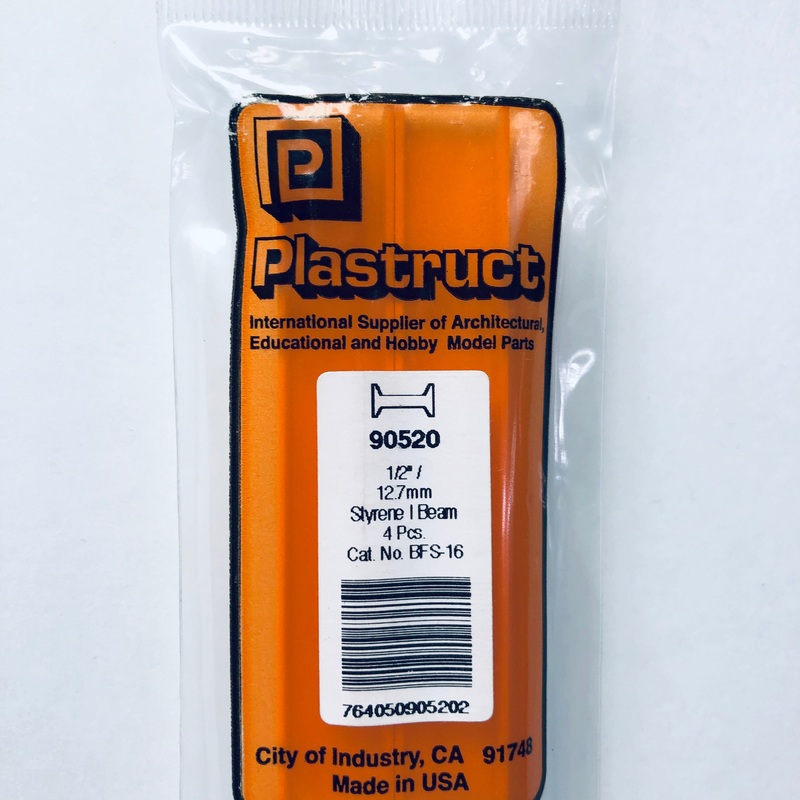 P
Plastruct
International Supplier of Architectural,
Educational and Hobby Model Parts
90520
1/2" /
12.7mm
Styrene I Beam
4 Pcs.
Cat. No. BFS-16
764050905202
City of Industry, CA 91748
Made in USA